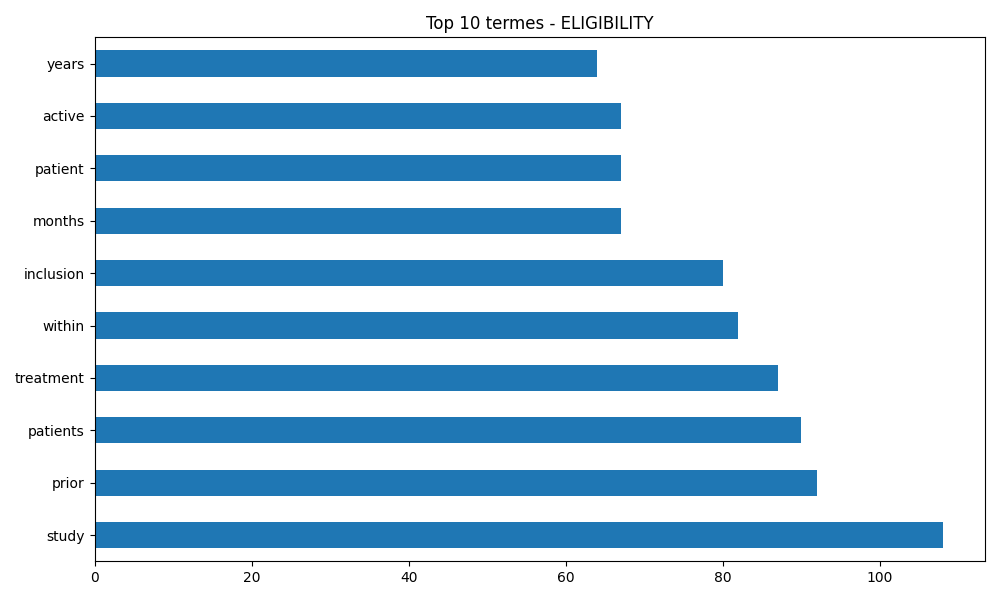 Top 10 termes - ELIGIBILITY
years
active
patient
months
inclusion
within
treatment
patients
prior
study
0 20 40 60 80 100